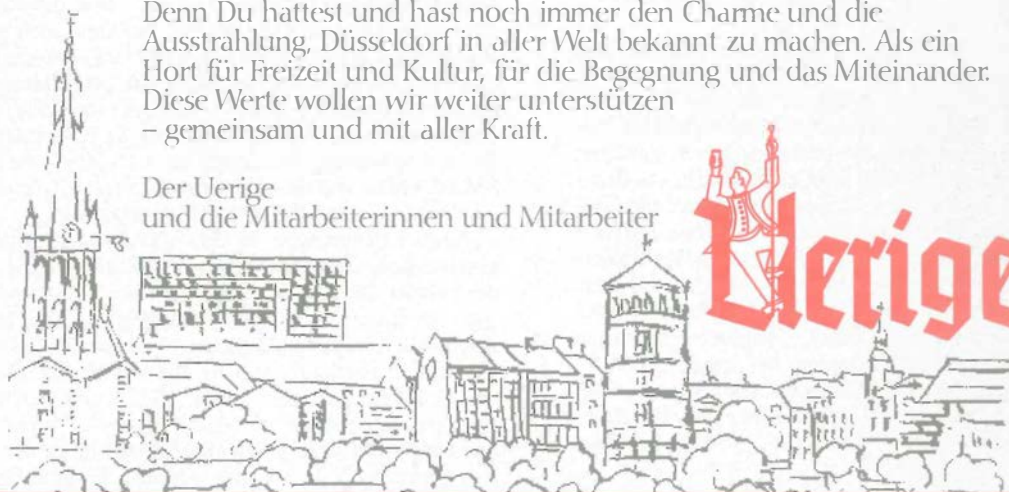 Denn Du hattest und hast noch immer den Charme und die
Ausstrahlung, Düsseldorf in aller Welt bekannt zu machen. Als ein
Hort für Freizeit und Kultur, für die Begegnung und das Miteinander.
Diese Werte wollen wir weiter unterstützen
– gemeinsam und mit aller Kraft.
Der Uerige
und die Mitarbeiterinnen und Mitarbeiter
Uerige